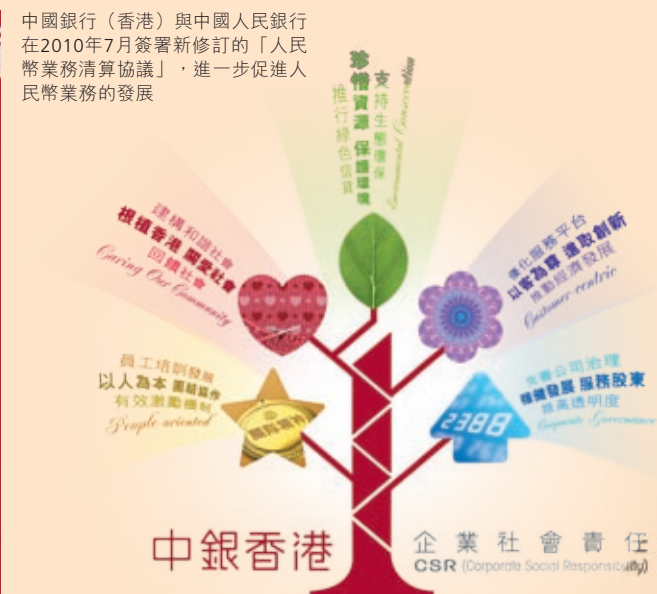 中國銀行（香港）與中國人民銀行
在2010年7月簽署新修訂的「人民
幣業務清算協議」，進一步促進人
民幣業務的發展
支持生態環保
珍惜資源 保護環境
推行綠色信貸
Environmental Conservation
建構和諧社會
根植香港 關愛社會
回饋社會
Caring Our Community
優化服務平台
以客為尊 進取創新
推動經濟發展
Customer-centric
員工培訓發展
以人為本 團結協作
有效激勵機制
People-oriented
完善公司治理
穩健發展 服務股東
提高透明度
Corporate Governance
2388
中銀香港
企業社會責任
CSR (Corporate Social Responsibility)